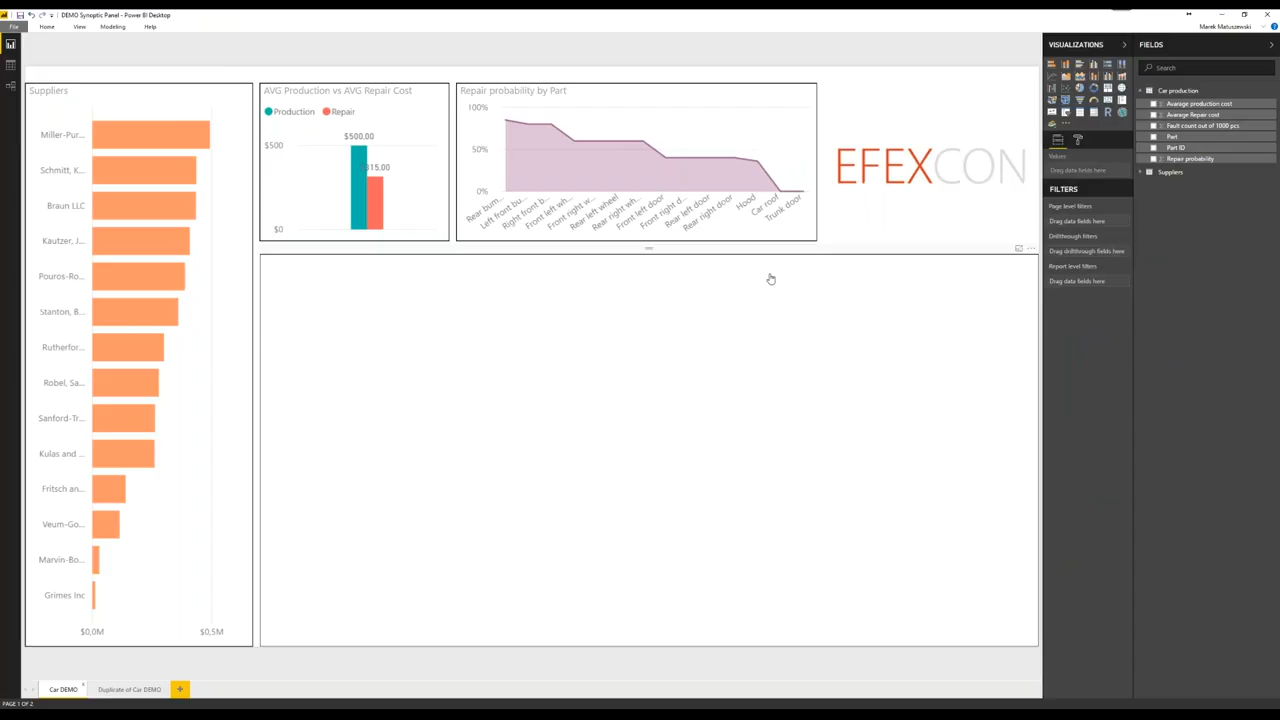 DEMO Synoptic Panel - Power BI Desktop
File Home View Modeling Help
Marek Matuszewski
Suppliers
Miller-Pur...
Schmitt, K...
Braun LLC
Kautzer, J...
Pouros-Ro...
Stanton, B...
Rutherfor...
Robel, Sa...
Sanford-Tr...
Kulas and ...
Fritsch an...
Veum-Go...
Marvin-Bo...
Grimes Inc
$0,0M $0,5M
AVG Production vs AVG Repair Cost
Production Repair
$500,00
$500
$315.00
$0
Repair probability by Part
100%
50%
0%
Rear bum...
Left front bu...
Right front b...
Front left wh...
Front right w...
Rear left wheel
Rear right wh...
Front left door
Front right d...
Rear left door
Rear right door
Hood
Car roof
Trunk door
EFEXCON
VISUALIZATIONS
Values
Drag data fields here
FILTERS
Page level filters
Drag data fields here
Drillthrough filters
Drag drillthrough fields here
Report level filters
Drag data fields here
FIELDS
Search
Car production
Avarage production cost
Avarage Repair cost
Fault count out of 1000 pcs.
Part
Part ID
Repair probability
Suppliers
Car DEMO Duplicate of Car DEMO
PAGE 1 OF 2